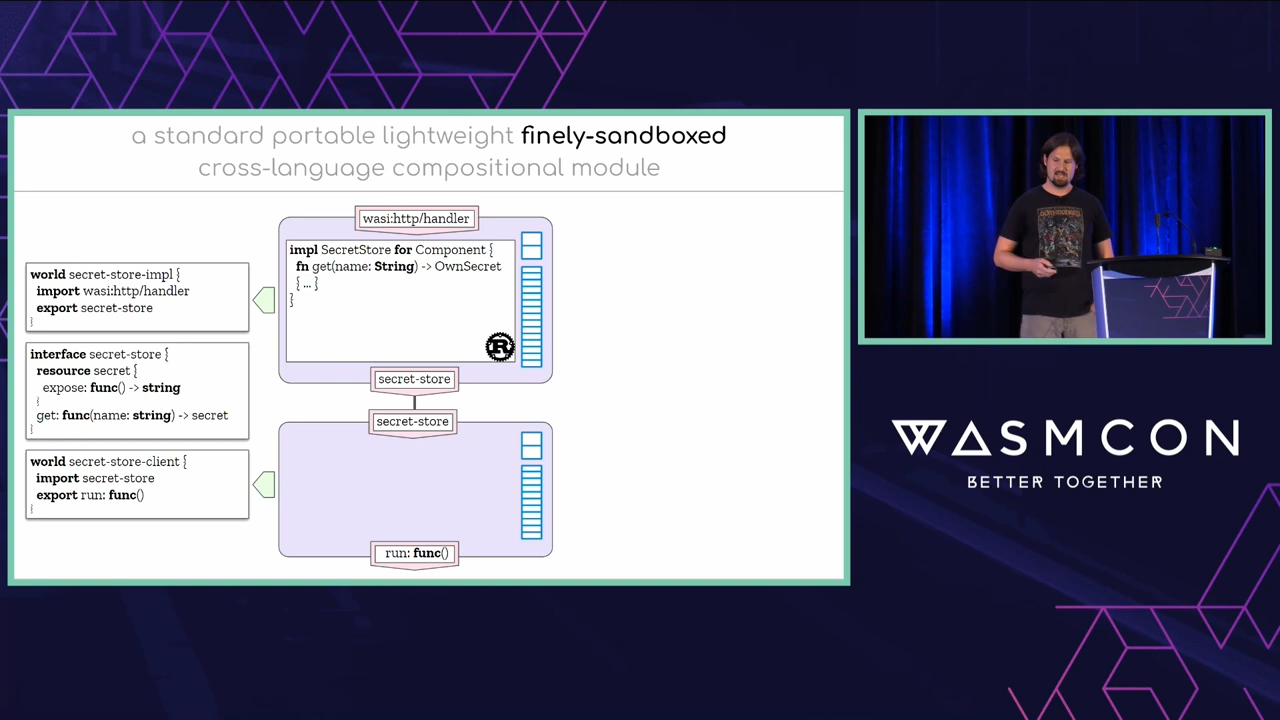 a standard portable lightweight finely-sandboxed
cross-language compositional module
world secret-store-impl {
import wasi:http/handler
export secret-store
}
interface secret-store {
resource secret {
expose: func() -> string
}
get: func(name: string) -> secret
}
world secret-store-client {
import secret-store
export run: func()
}
wasi:http/handler
impl SecretStore for Component {
fn get(name: String) -> OwnSecret
{ ... }
}
R
secret-store
secret-store
run: func()
WASMCON
BETTER TOGETHER